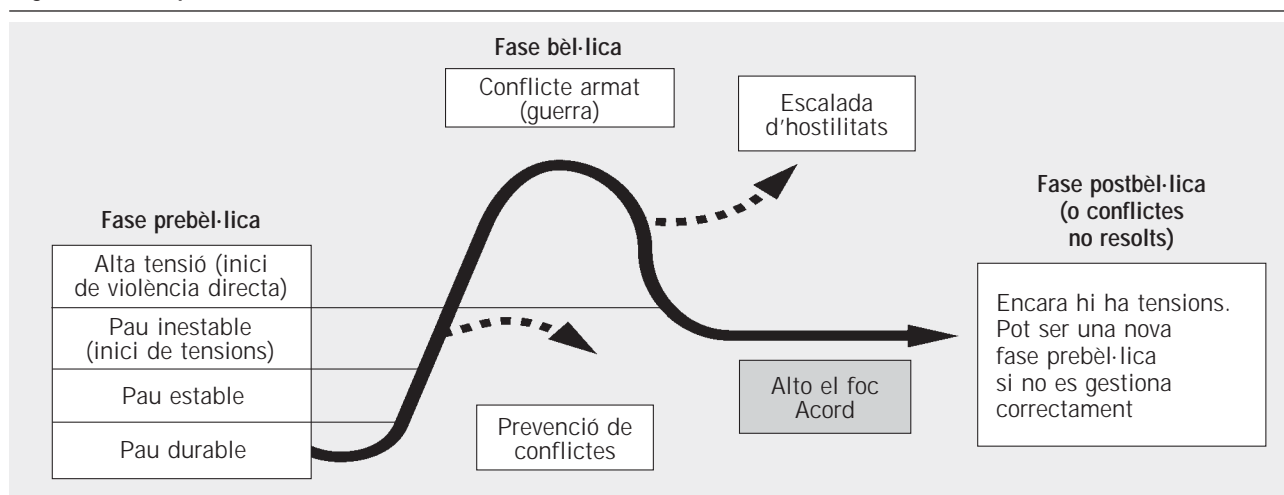 Fase bèl·lica
Conflicte armat
(guerra)
Escalada
d'hostilitats
Fase prebèl·lica
Alta tensió (inici
de violència directa)
Pau inestable
(inici de tensions)
Pau estable
Pau durable
Prevenció de
conflictes
Alto el foc
Acord
Fase postbèl·lica
(o conflictes
no resolts)
Encara hi ha tensions.
Pot ser una nova
fase prebèl·lica
si no es gestiona
correctament